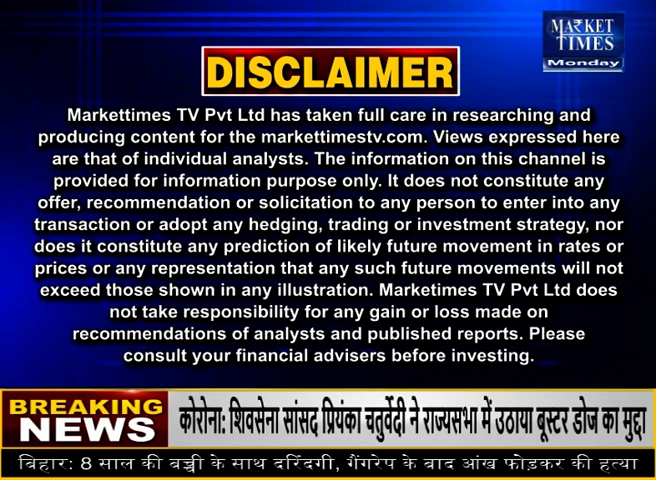 MARKET
TIMES
Monday
DISCLAIMER
Markettimes TV Pvt Ltd has taken full care in researching and
producing content for the markettimestv.com. Views expressed here
are that of individual analysts. The information on this channel is
provided for information purpose only. It does not constitute any
offer, recommendation or solicitation to any person to enter into any
transaction or adopt any hedging, trading or investment strategy, nor
does it constitute any prediction of likely future movement in rates or
prices or any representation that any such future movements will not
exceed those shown in any illustration. Marketimes TV Pvt Ltd does
not take responsibility for any gain or loss made on
recommendations of analysts and published reports. Please
consult your financial advisers before investing.
BREAKING
NEWS
कोरोना: शिवसेना सांसद प्रियंका चतुर्वेदी ने राज्यसभा में उठाया बूस्टर डोज का मुद्दा
बिहार: 8 साल की बच्ची के साथ दरिंदगी, गैंगरेप के बाद आंख फोड़कर की हत्या